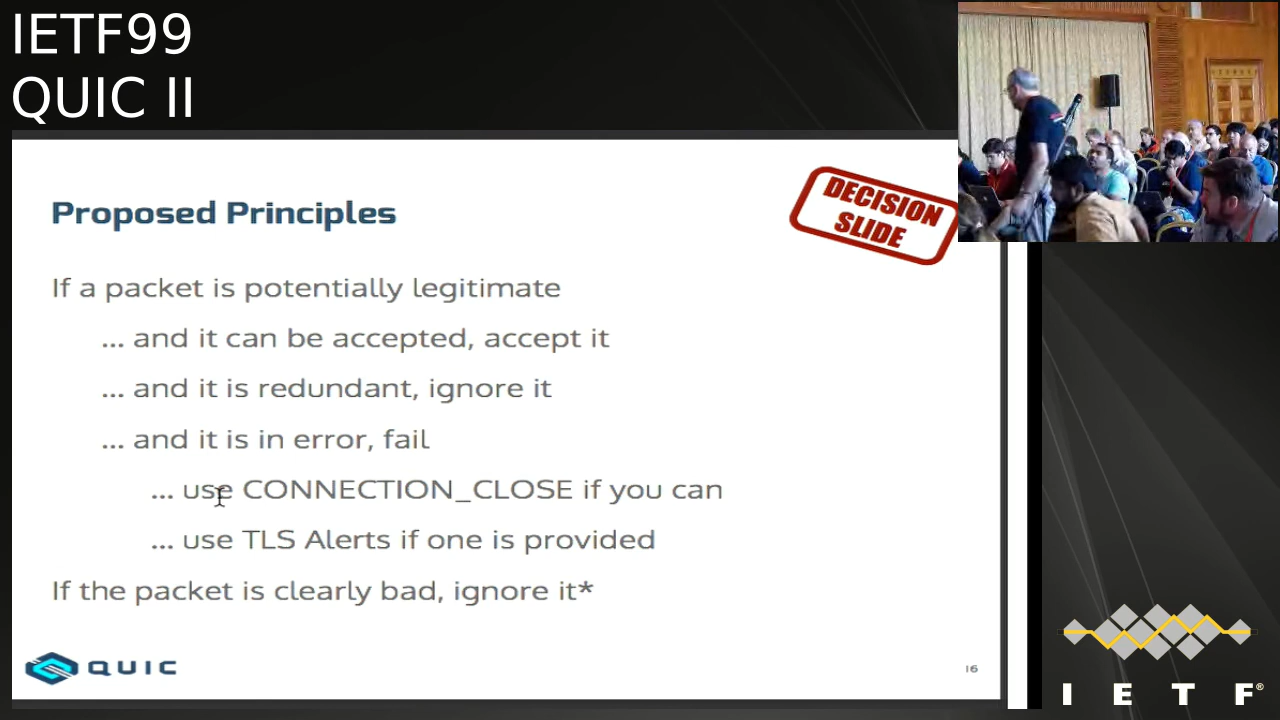 IETF99
QUIC II
Proposed Principles
DECISION
SLIDE
If a packet is potentially legitimate
... and it can be accepted, accept it
... and it is redundant, ignore it
... and it is in error, fail
... use CONNECTION_CLOSE if you can
... use TLS Alerts if one is provided
If the packet is clearly bad, ignore it*
QUIC
16
I E T F®